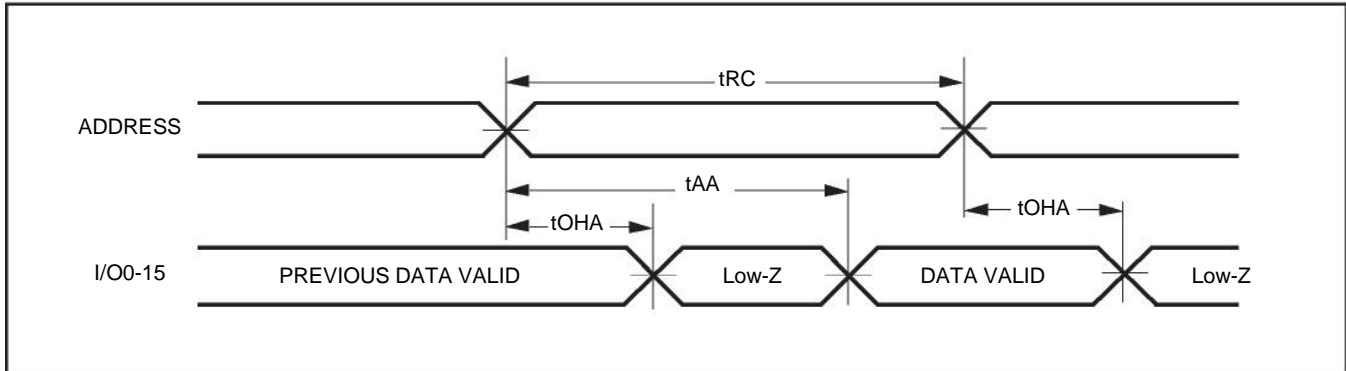 tRC
ADDRESS
tAA
tOHA
tOHA
I/O0-15
PREVIOUS DATA VALID
Low-Z
DATA VALID
Low-Z